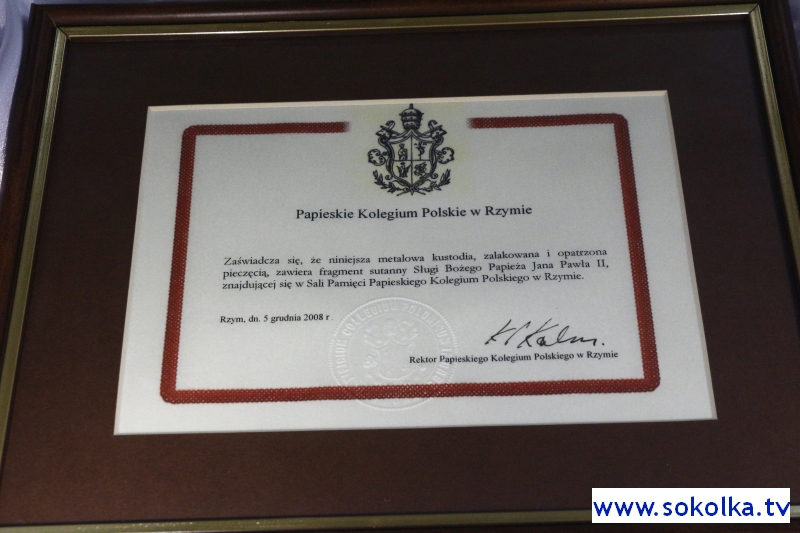 Papieskie Kolegium Polskie w Rzymie
Zaświadcza się, że niniejsza metalowa kustodia, zalakowana i opatrzona
pieczęcią, zawiera fragment sutanny Sługi Bożego Papieża Jana Pawła II,
znajdującej się w Sali Pamięci Papieskiego Kolegium Polskiego w Rzymie.
Rzym, dn. 5 grudnia 2008 r.
Rektor Papieskiego Kolegium Polskiego w Rzymie
www.sokolka.tv